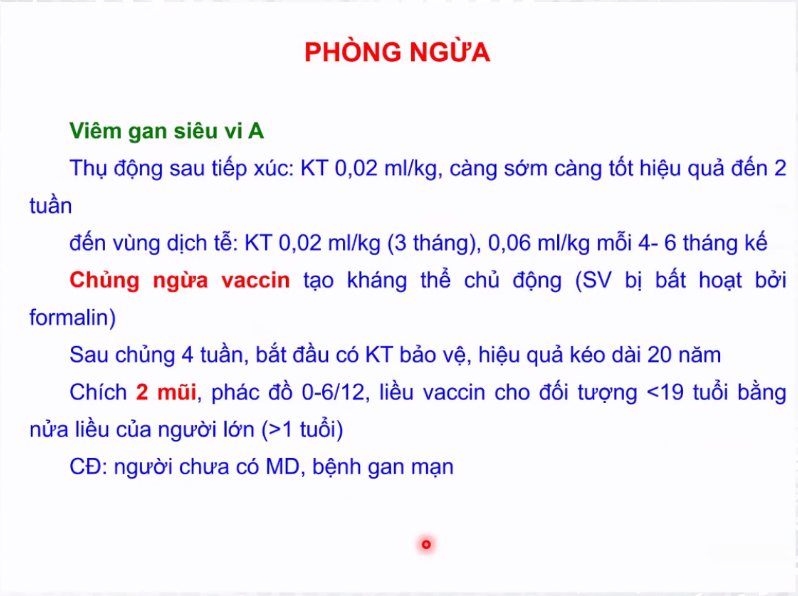 PHÒNG NGỪA
Viêm gan siêu vi A
Thụ động sau tiếp xúc: KT 0,02 ml/kg, càng sớm càng tốt hiệu quả đến 2
tuần
đến vùng dịch tễ: KT 0,02 ml/kg (3 tháng), 0,06 ml/kg mỗi 4- 6 tháng kế
Chủng ngừa vaccin tạo kháng thể chủ động (SV bị bất hoạt bởi
formalin)
Sau chủng 4 tuần, bắt đầu có KT bảo vệ, hiệu quả kéo dài 20 năm
Chích 2 mũi, phác đồ 0-6/12, liều vaccin cho đối tượng <19 tuổi bằng
nửa liều của người lớn (>1 tuổi)
CĐ: người chưa có MD, bệnh gan mạn